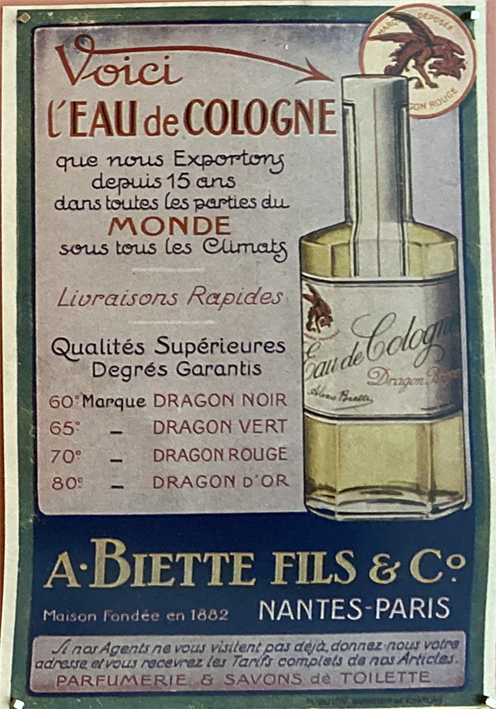 Voici
l'EAU de COLOGNE
que nous Exportons
depuis 15 ans
dans toutes les parties du
MONDE
sous tous les Climats
Livraisons Rapides
Qualités Supérieures
Degrés Garantis
60° Marque DRAGON NOIR
65° – DRAGON VERT
70° – DRAGON ROUGE
80° – DRAGON D'OR
MARQUE DÉPOSÉE
GON ROUGE
Eau de Cologne
Dragon Rouge
A·BIETTE FILS & Cº
Maison Fondée en 1882 NANTES-PARIS
Si nos Agents ne vous visitent pas déjà, donnez-nous votre
adresse et vous recevrez les Tarifs complets de nos Articles.
PARFUMERIE & SAVONS de TOILETTE